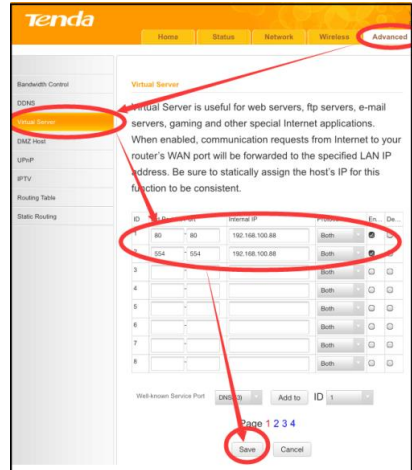 Tenda
Home Status Network Wireless Advanced
Bandwidth Control
DDNS
Virtual Server
DMZ Host
UPnP
IPTV
Routing Table
Static Routing
Virtual Server
Virtual Server is useful for web servers, ftp servers, e-mail
servers, gaming and other special Internet applications.
When enabled, communication requests from Internet to your
router's WAN port will be forwarded to the specified LAN IP
address. Be sure to statically assign the host's IP for this
function to be consistent.
ID Internal IP En... De...
1 80 - 80 192.168.100.88 Both
2 554 - 554 192.168.100.88 Both
3 - Both
4 - Both
5 - Both
6 - Both
7 - Both
8 - Both
Well-known Service Port Add to ID 1
Page 1 2 3 4
Save Cancel